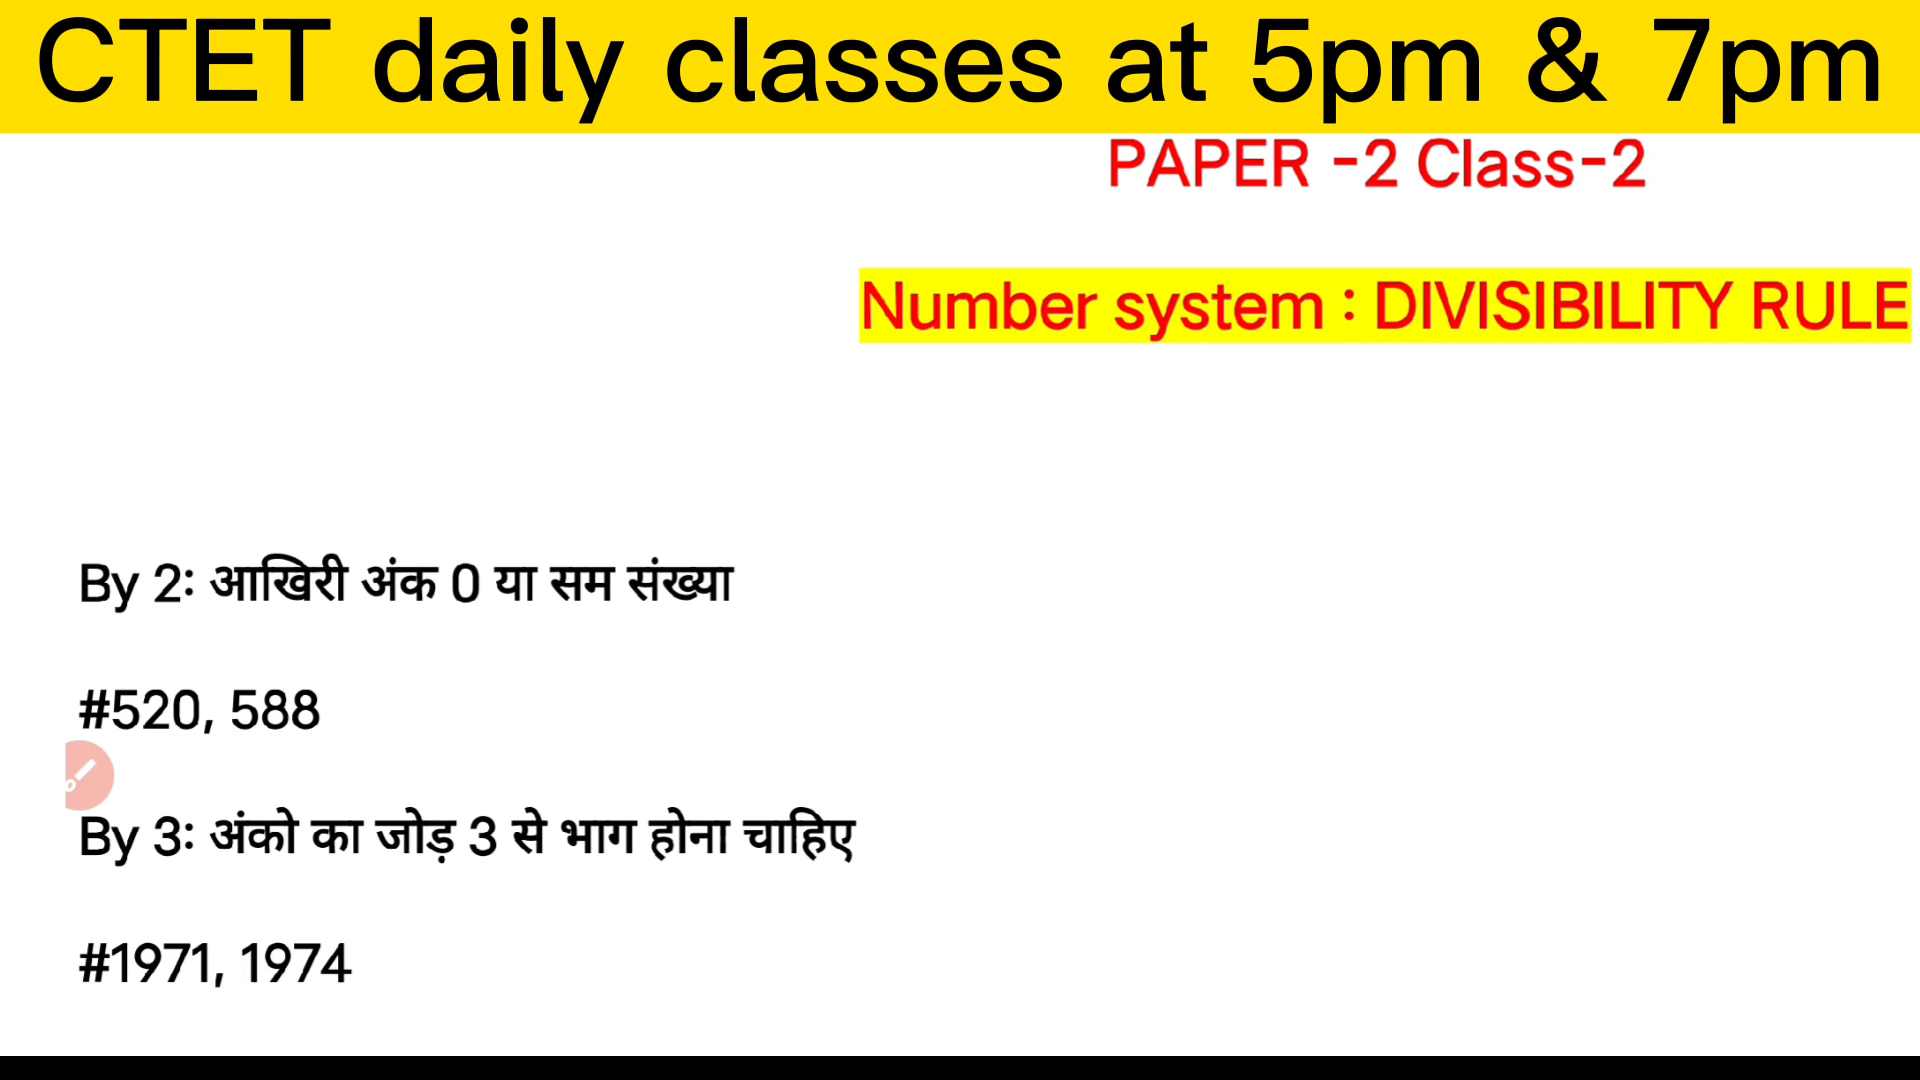 CTET daily classes at 5pm & 7pm
PAPER -2 Class-2
Number system : DIVISIBILITY RULE
By 2: आखिरी अंक 0 या सम संख्या
#520, 588
By 3: अंको का जोड़ 3 से भाग होना चाहिए
#1971, 1974